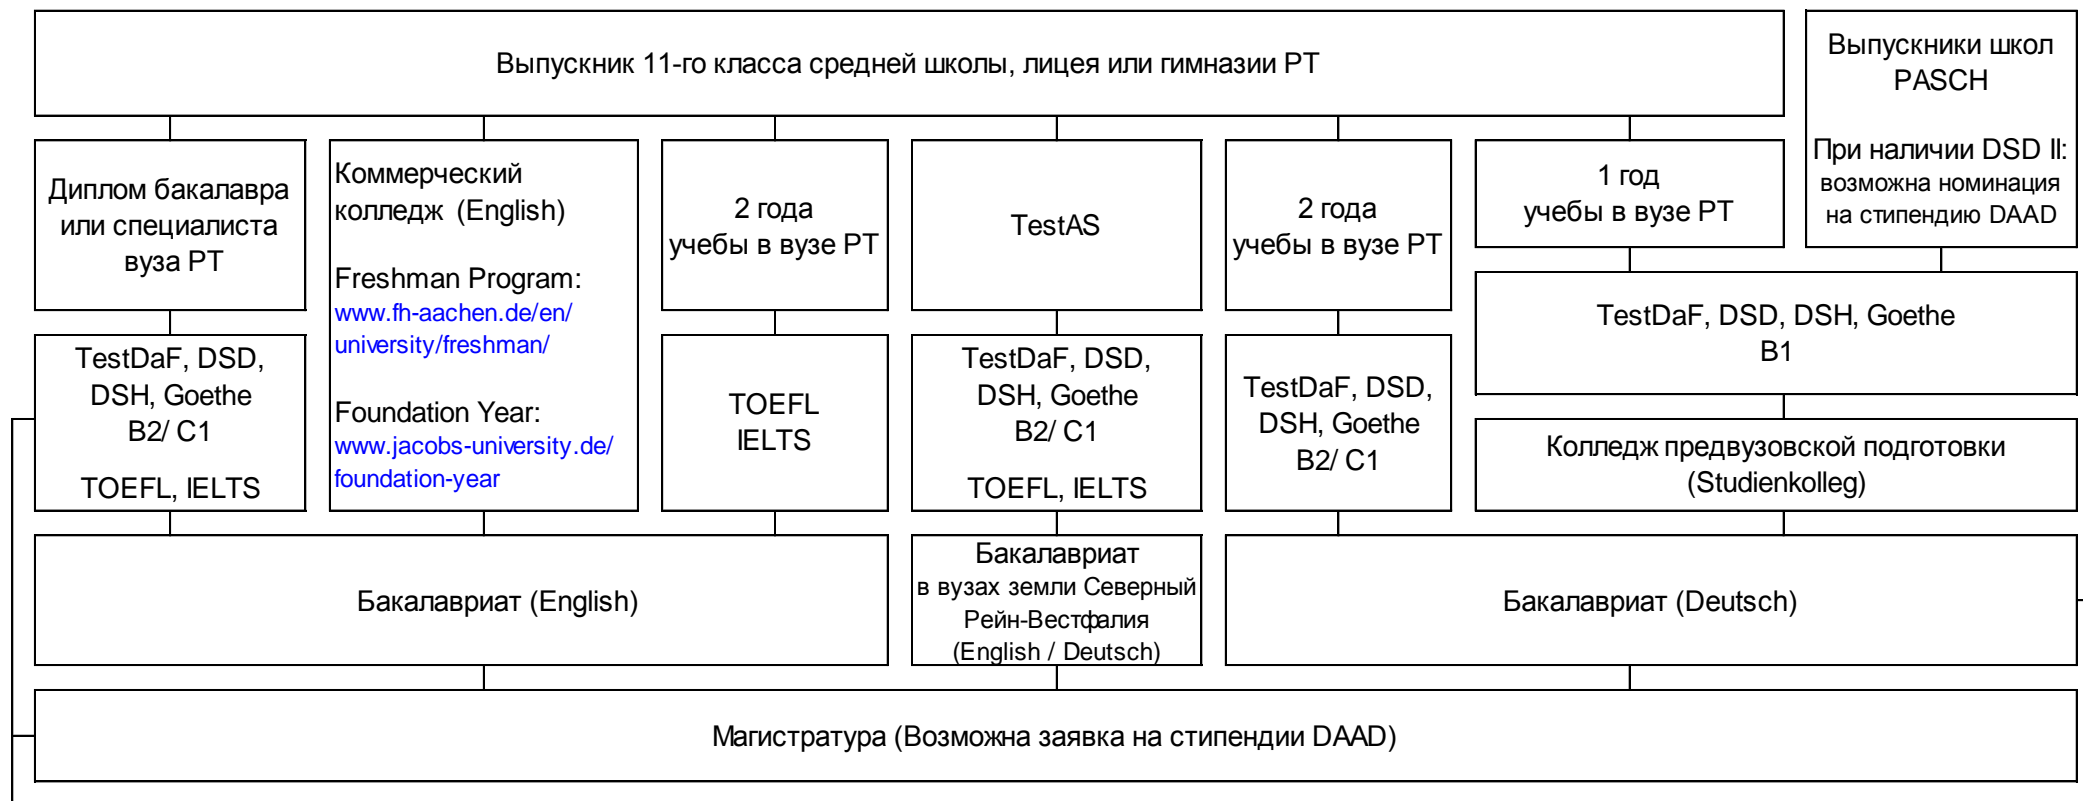 Выпускник 11-го класса средней школы, лицея или гимназии РТ
Выпускники школ
PASCH
При наличии DSD II:
возможна номинация
на стипендию DAAD
Диплом бакалавра
или специалиста
вуза РТ
Коммерческий
колледж (English)
Freshman Program:
www.fh-aachen.de/en/
university/freshman/
Foundation Year:
www.jacobs-university.de/
foundation-year
2 года
учебы в вузе РТ
TestAS
2 года
учебы в вузе РТ
1 год
учебы в вузе РТ
TestDaF, DSD, DSH, Goethe
B1
TestDaF, DSD,
DSH, Goethe
B2/ C1
TOEFL, IELTS
TOEFL
IELTS
TestDaF, DSD,
DSH, Goethe
B2/ C1
TOEFL, IELTS
TestDaF, DSD,
DSH, Goethe
B2/ C1
Колледж предвузовской подготовки
(Studienkolleg)
Бакалавриат (English)
Бакалавриат
в вузах земли Северный
Рейн-Вестфалия
(English / Deutsch)
Бакалавриат (Deutsch)
Магистратура (Возможна заявка на стипендии DAAD)